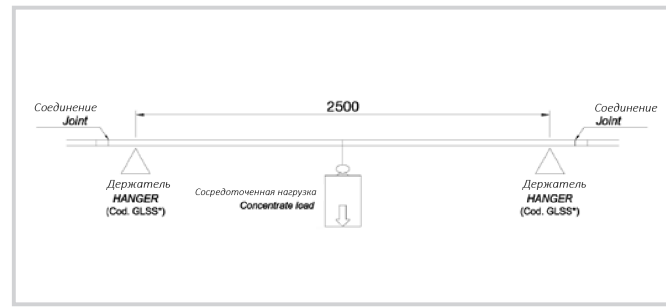 2500
Соединение
Joint
Соединение
Joint
Держатель
HANGER
(Cod. GLSS*)
Сосредоточенная нагрузка
Concentrate load
Держатель
HANGER
(Cod. GLSS*)